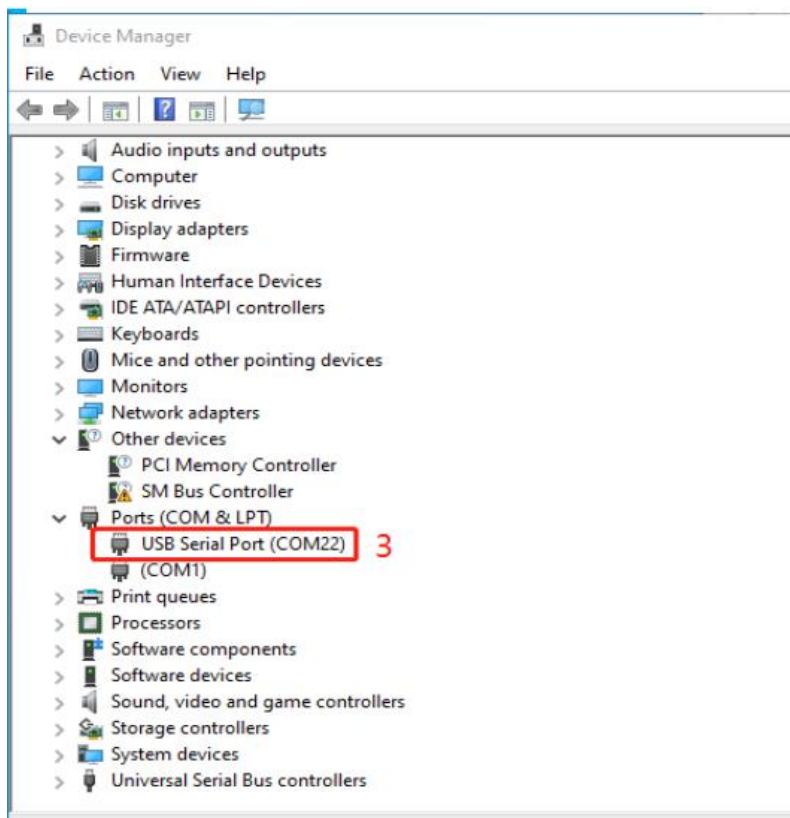 Device Manager
File Action View Help
Audio inputs and outputs
Computer
Disk drives
Display adapters
Firmware
Human Interface Devices
IDE ATA/ATAPI controllers
Keyboards
Mice and other pointing devices
Monitors
Network adapters
Other devices
PCI Memory Controller
SM Bus Controller
Ports (COM & LPT)
USB Serial Port (COM22) 3
(COM1)
Print queues
Processors
Software components
Software devices
Sound, video and game controllers
Storage controllers
System devices
Universal Serial Bus controllers